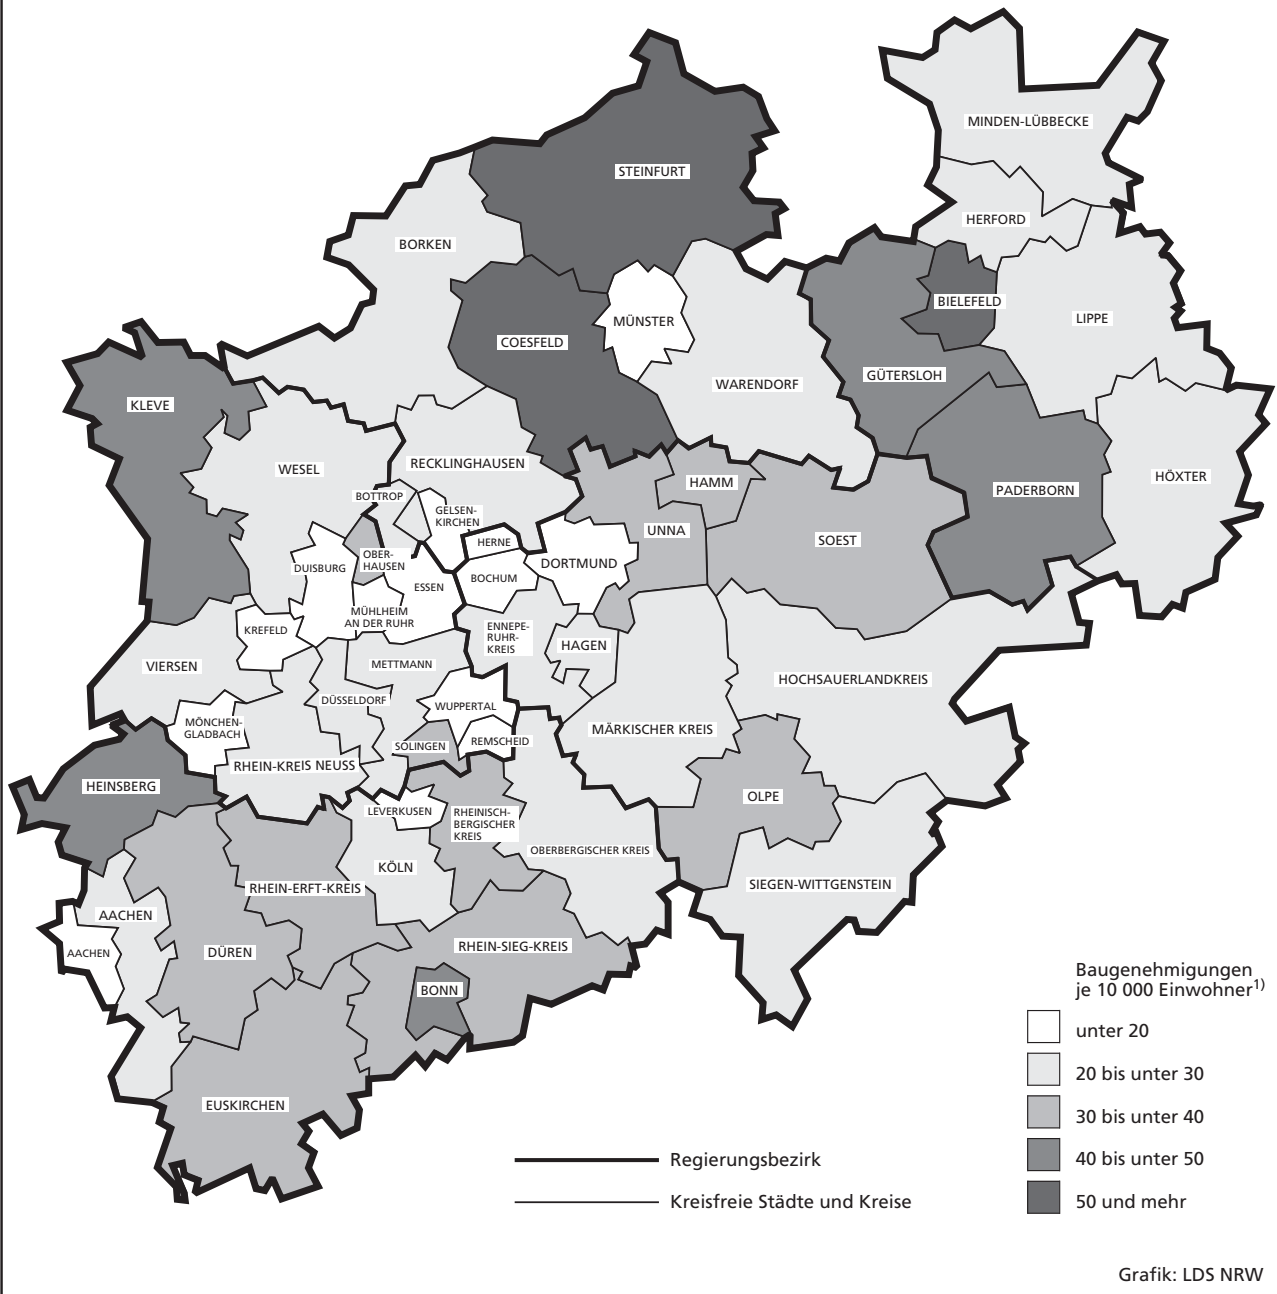 MINDEN-LÜBBECKE
STEINFURT
HERFORD
BORKEN
BIELEFELD
LIPPE
MÜNSTER
COESFELD
GÜTERSLOH
WARENDORF
KLEVE
WESEL
RECKLINGHAUSEN
HÖXTER
HAMM
PADERBORN
BOTTROP
GELSEN-
KIRCHEN
UNNA
SOEST
HERNE
OBER-
HAUSEN
DUISBURG
DORTMUND
BOCHUM
ESSEN
MÜHLHEIM
AN DER RUHR
KREFELD
ENNEPE-
RUHR-
KREIS
HAGEN
VIERSEN
METTMANN
HOCHSAUERLANDKREIS
DÜSSELDORF
WUPPERTAL
MÖNCHEN-
GLADBACH
MÄRKISCHER KREIS
REMSCHEID
SOLINGEN
RHEIN-KREIS NEUSS
HEINSBERG
OLPE
LEVERKUSEN
RHEINISCH-
BERGISCHER
KREIS
OBERBERGISCHER KREIS
KÖLN
RHEIN-ERFT-KREIS
SIEGEN-WITTGENSTEIN
AACHEN
RHEIN-SIEG-KREIS
AACHEN
DÜREN
BONN
EUSKIRCHEN
Baugenehmigungen
je 10 000 Einwohner1)
unter 20
20 bis unter 30
30 bis unter 40
40 bis unter 50
50 und mehr
Regierungsbezirk
Kreisfreie Städte und Kreise
Grafik: LDS NRW